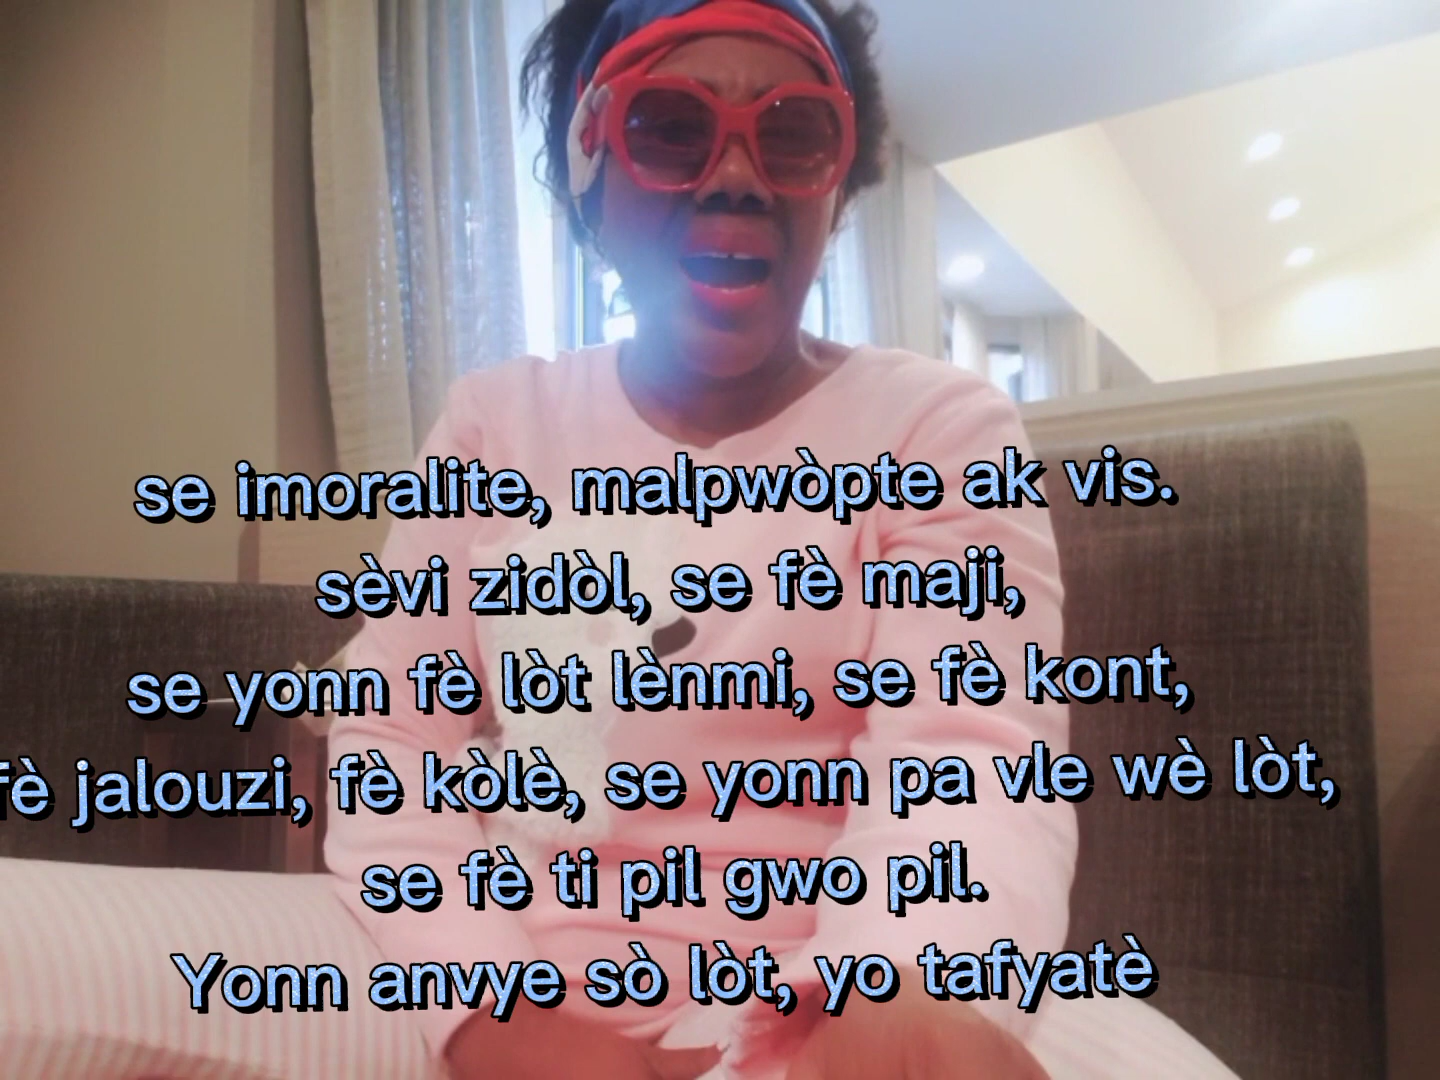 se imoralite, malpwòpte ak vis.
sèvi zidòl, se fè maji,
se yonn fè lòt lènmi, se fè kont,
fè jalouzi, fè kòlè, se yonn pa vle wè lòt,
se fè ti pil gwo pil.
Yonn anvye sò lòt, yo tafyatè